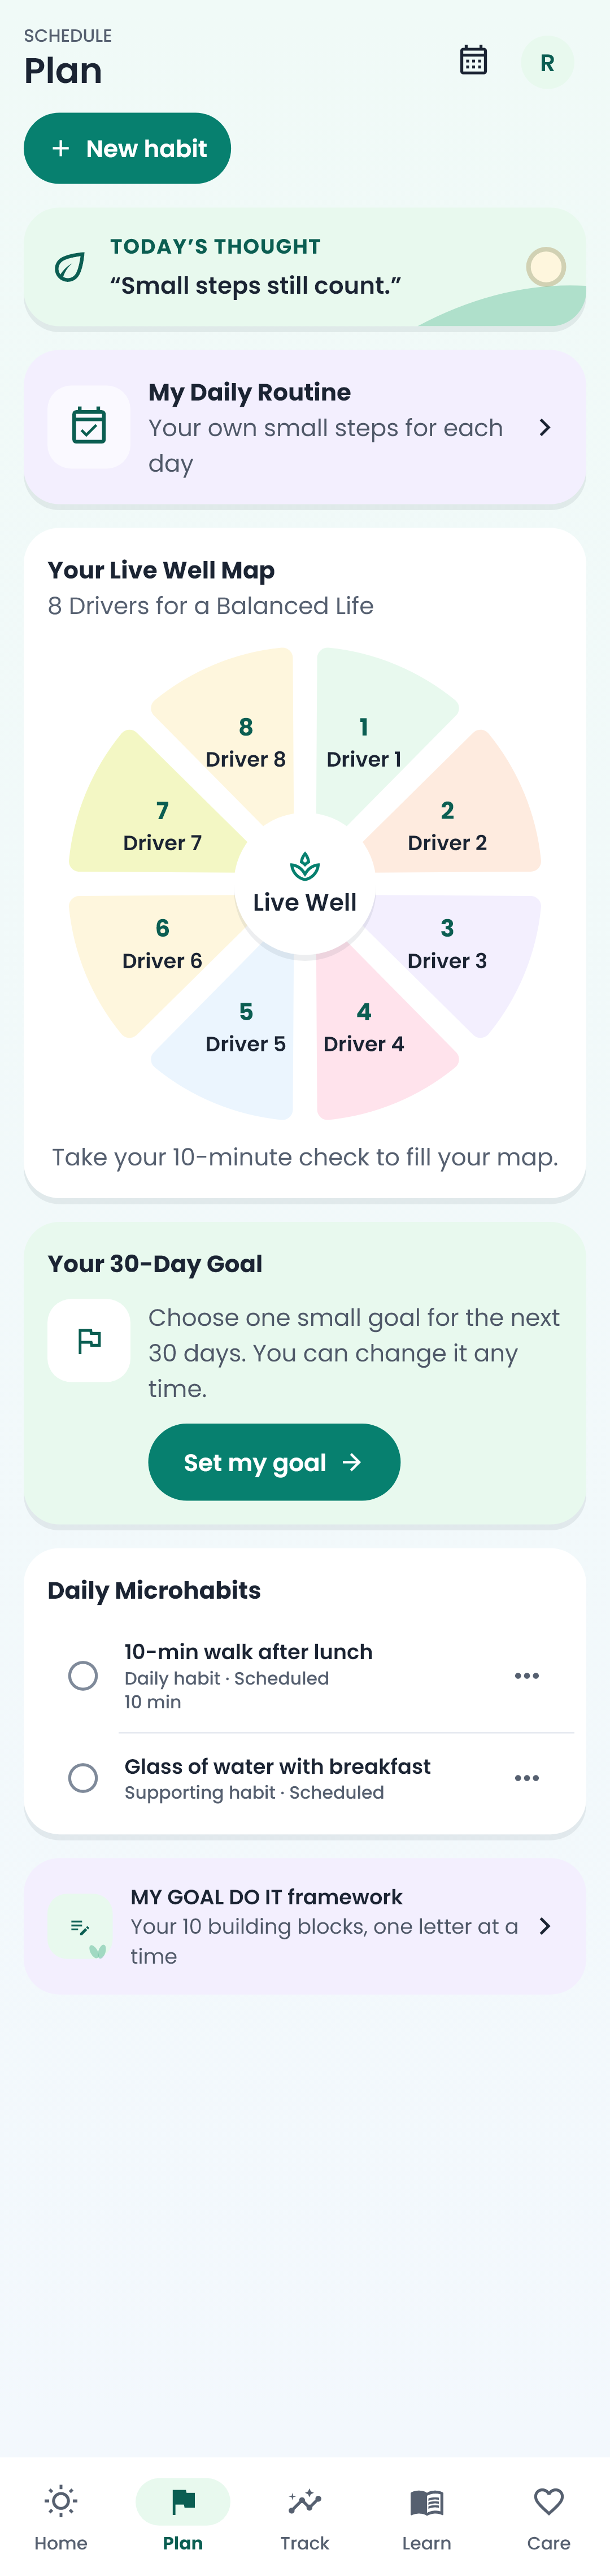 SCHEDULE
Plan
R
+ New habit
TODAY’S THOUGHT
“Small steps still count.”
My Daily Routine
Your own small steps for each
day
Your Live Well Map
8 Drivers for a Balanced Life
8
Driver 8
1
Driver 1
7
Driver 7
2
Driver 2
Live Well
6
Driver 6
3
Driver 3
5
Driver 5
4
Driver 4
Take your 10-minute check to fill your map.
Your 30-Day Goal
Choose one small goal for the next
30 days. You can change it any
time.
Set my goal →
Daily Microhabits
10-min walk after lunch
Daily habit · Scheduled
10 min
Glass of water with breakfast
Supporting habit · Scheduled
MY GOAL DO IT framework
Your 10 building blocks, one letter at a
time
Home
Plan
Track
Learn
Care